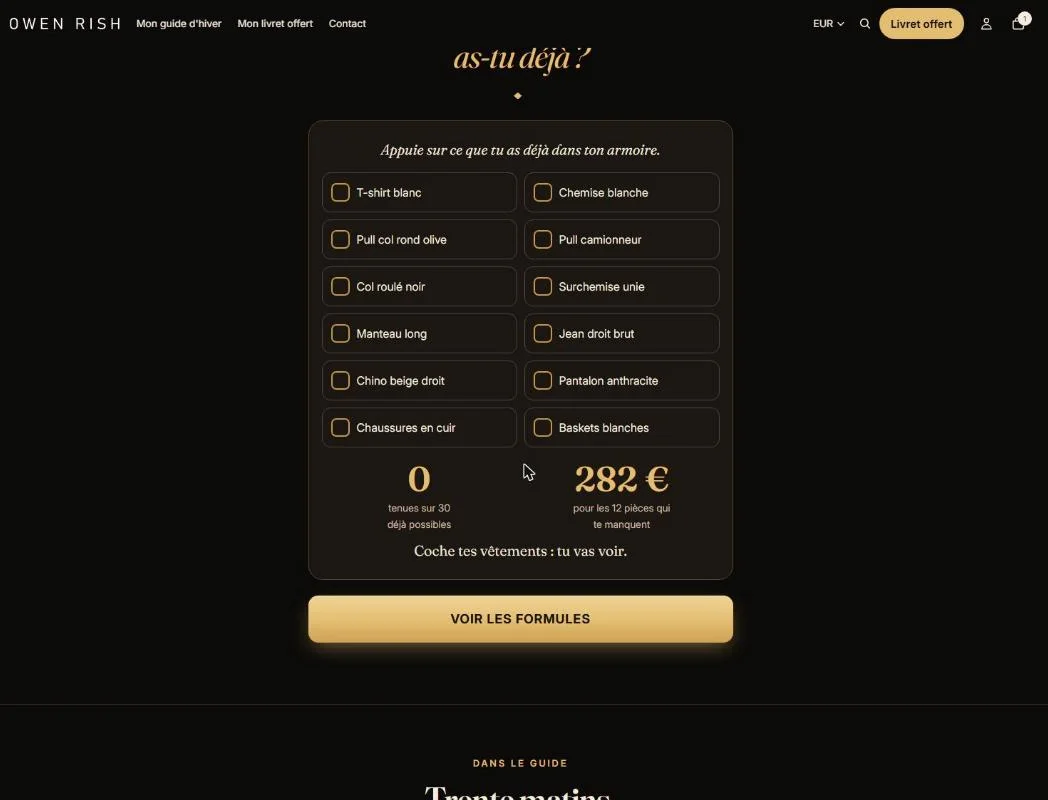 OWEN RISH Mon guide d'hiver Mon livret offert Contact EUR Livret offert 1
as-tu déjà ?
Appuie sur ce que tu as déjà dans ton armoire.
T-shirt blanc Chemise blanche
Pull col rond olive Pull camionneur
Col roulé noir Surchemise unie
Manteau long Jean droit brut
Chino beige droit Pantalon anthracite
Chaussures en cuir Baskets blanches
0 282 €
tenues sur 30 pour les 12 pièces qui
déjà possibles te manquent
Coche tes vêtements : tu vas voir.
VOIR LES FORMULES
DANS LE GUIDE
Trente matins